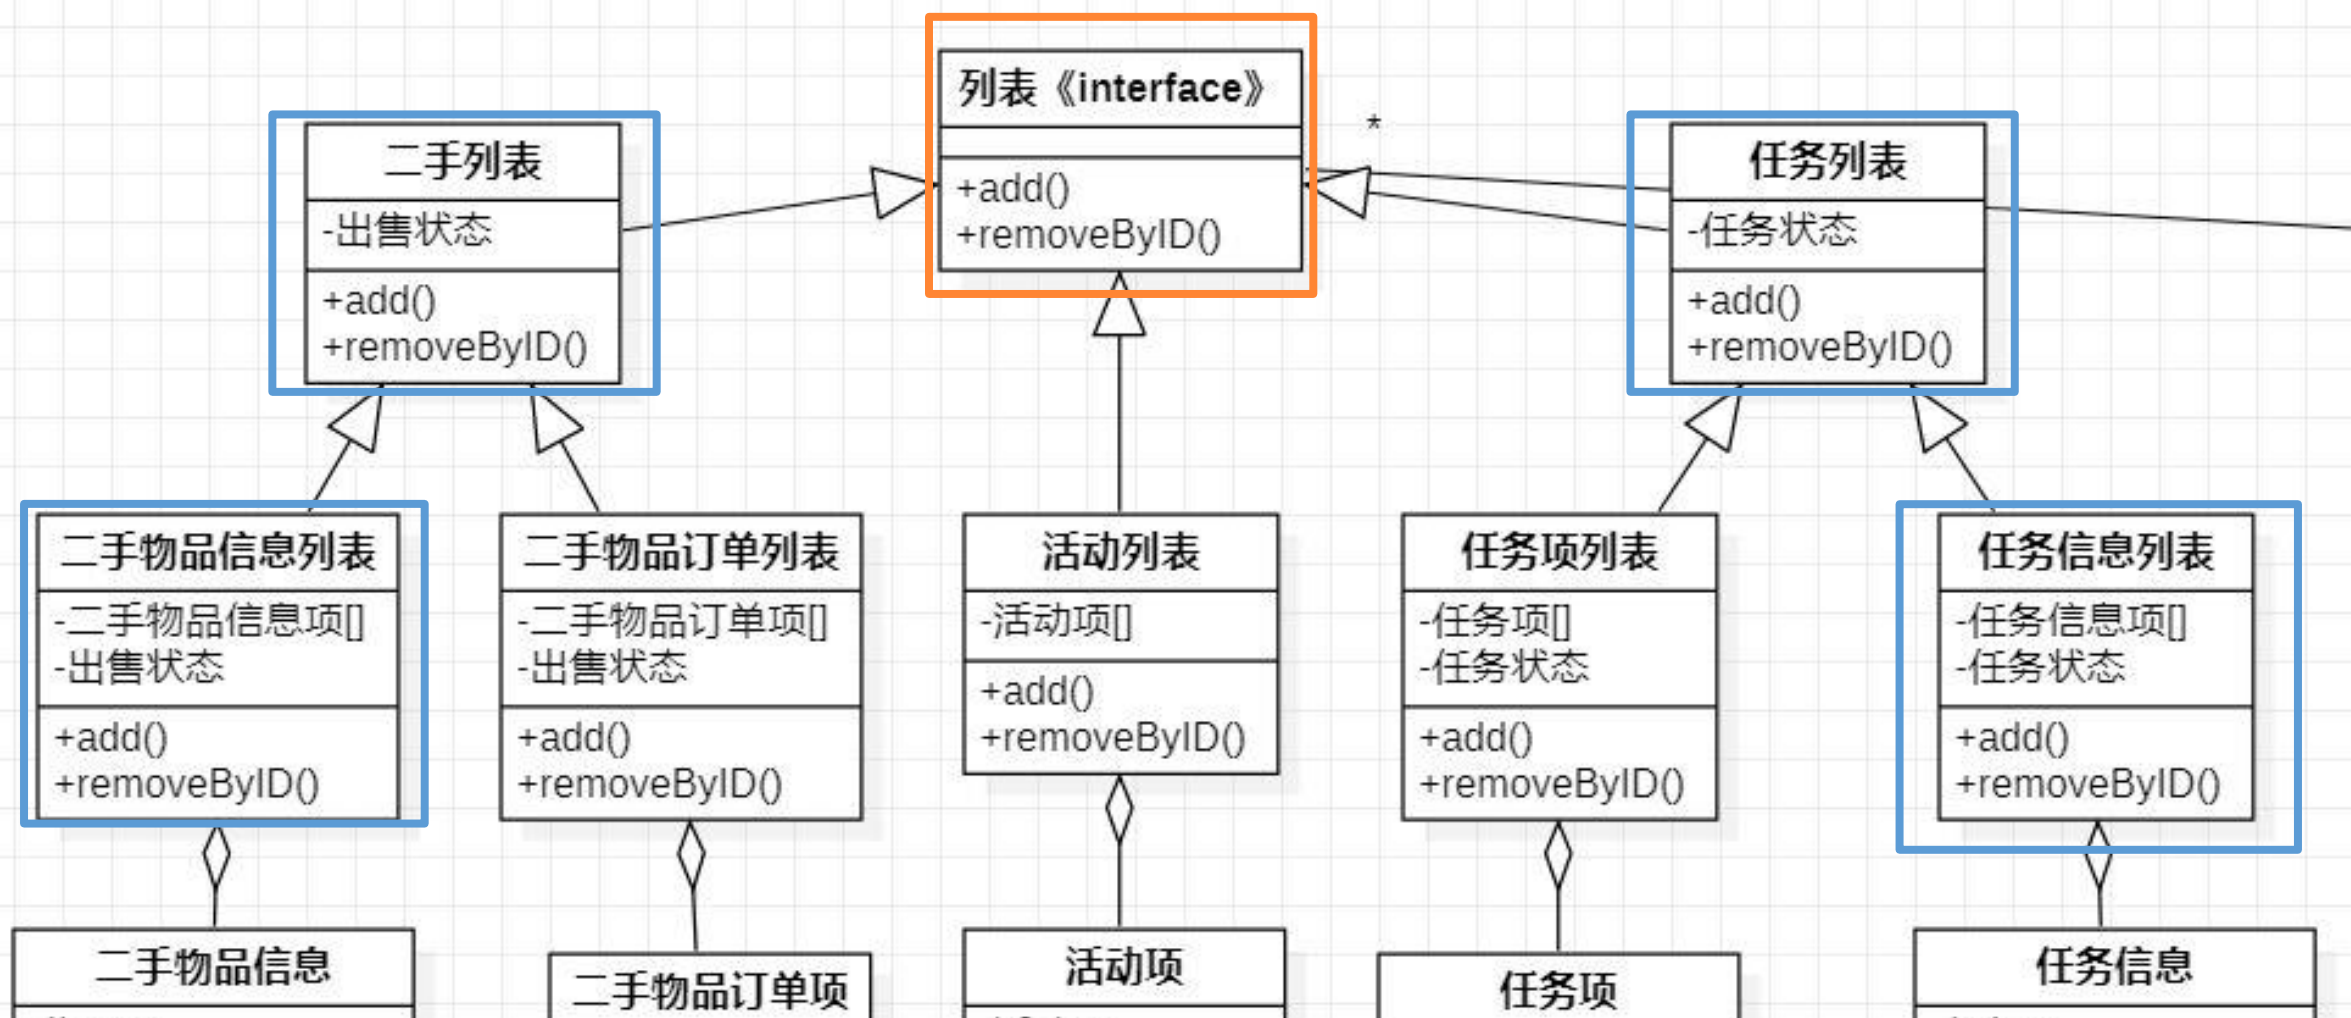 列表《interface》
+add()
+removeByID()
*
二手列表
-出售状态
+add()
+removeByID()
任务列表
-任务状态
+add()
+removeByID()
二手物品信息列表
-二手物品信息项[]
-出售状态
+add()
+removeByID()
二手物品订单列表
-二手物品订单项[]
-出售状态
+add()
+removeByID()
活动列表
-活动项[]
+add()
+removeByID()
任务项列表
-任务项[]
-任务状态
+add()
+removeByID()
任务信息列表
-任务信息项[]
-任务状态
+add()
+removeByID()
二手物品信息
二手物品订单项
活动项
任务项
任务信息